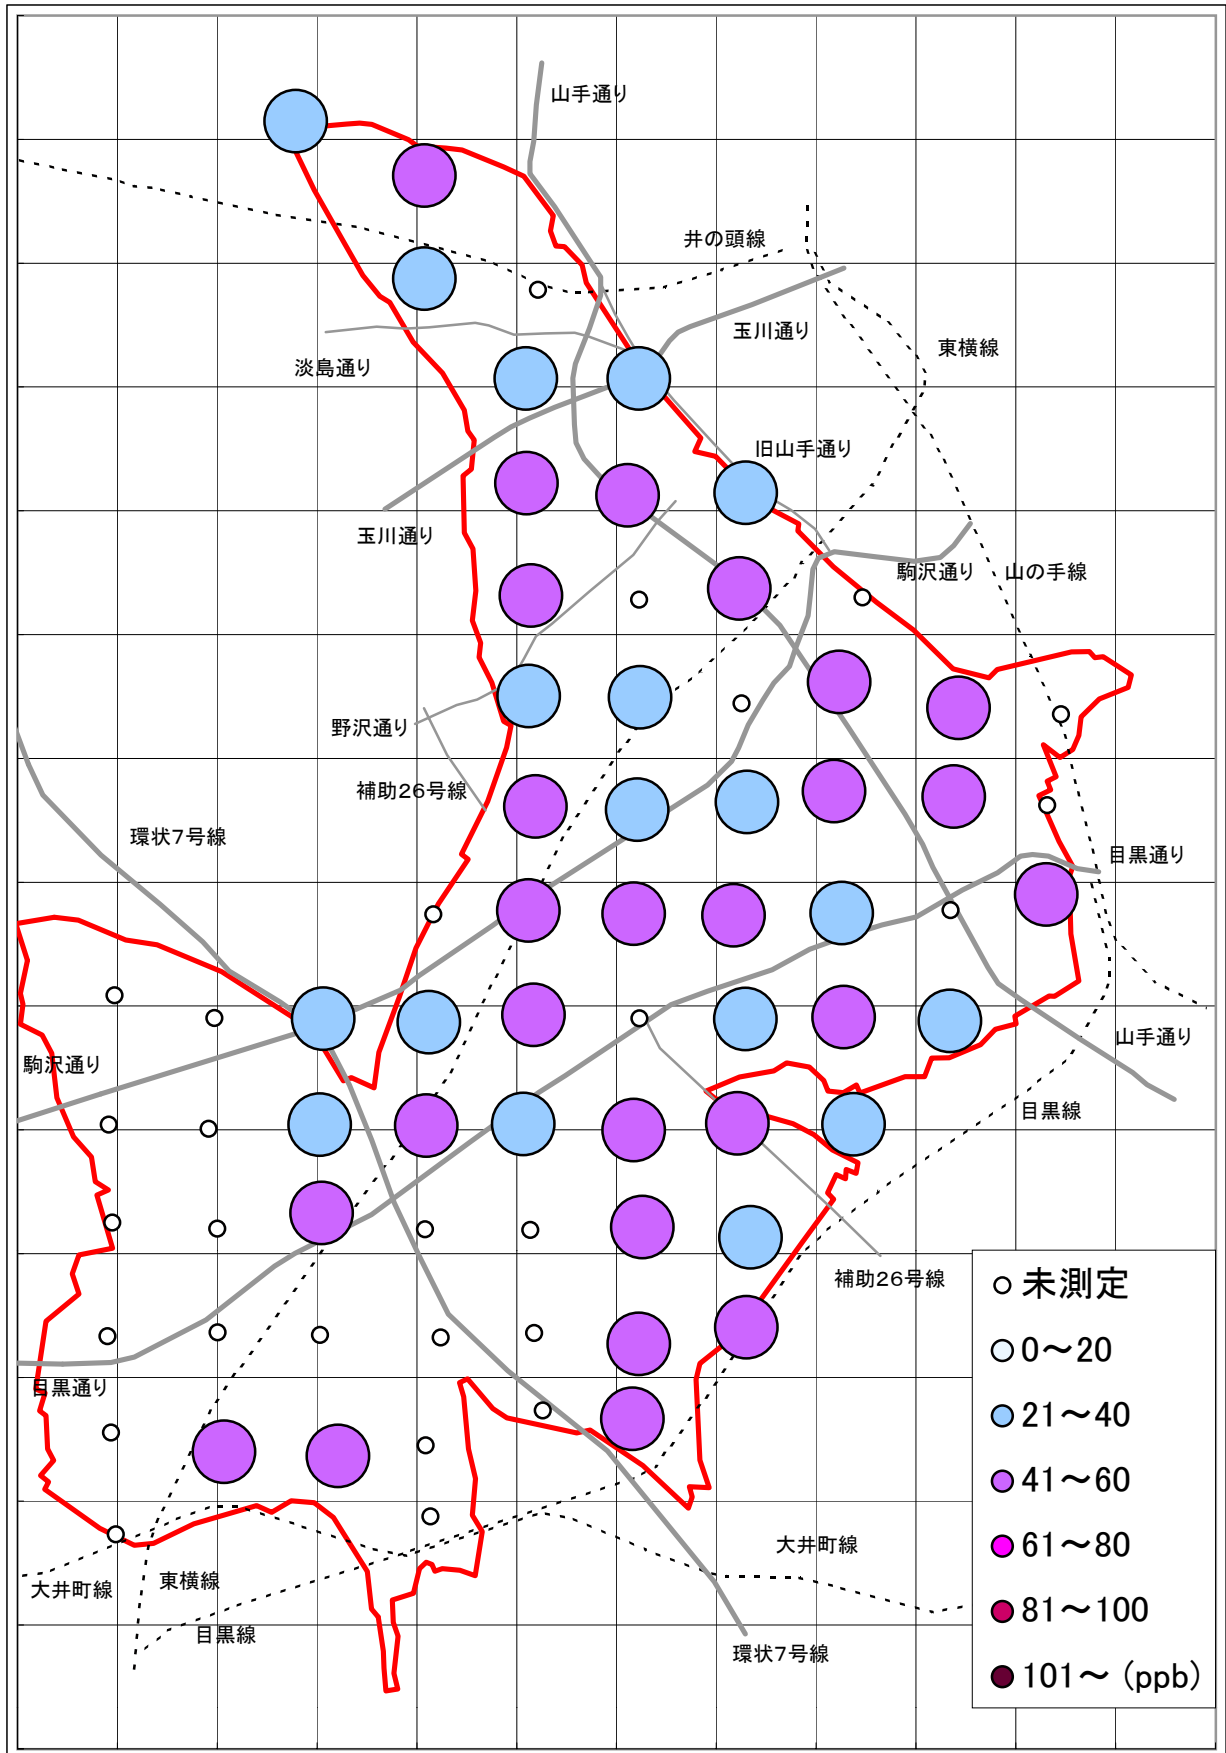 山手通り
井の頭線
玉川通り
東横線
淡島通り
旧山手通り
玉川通り
駒沢通り
山の手線
野沢通り
補助26号線
環状7号線
目黒通り
山手通り
駒沢通り
目黒線
補助26号線
目黒通り
大井町線
東横線
目黒線
大井町線
環状7号線
未測定
0～20
21～40
41～60
61～80
81～100
101～ (ppb)